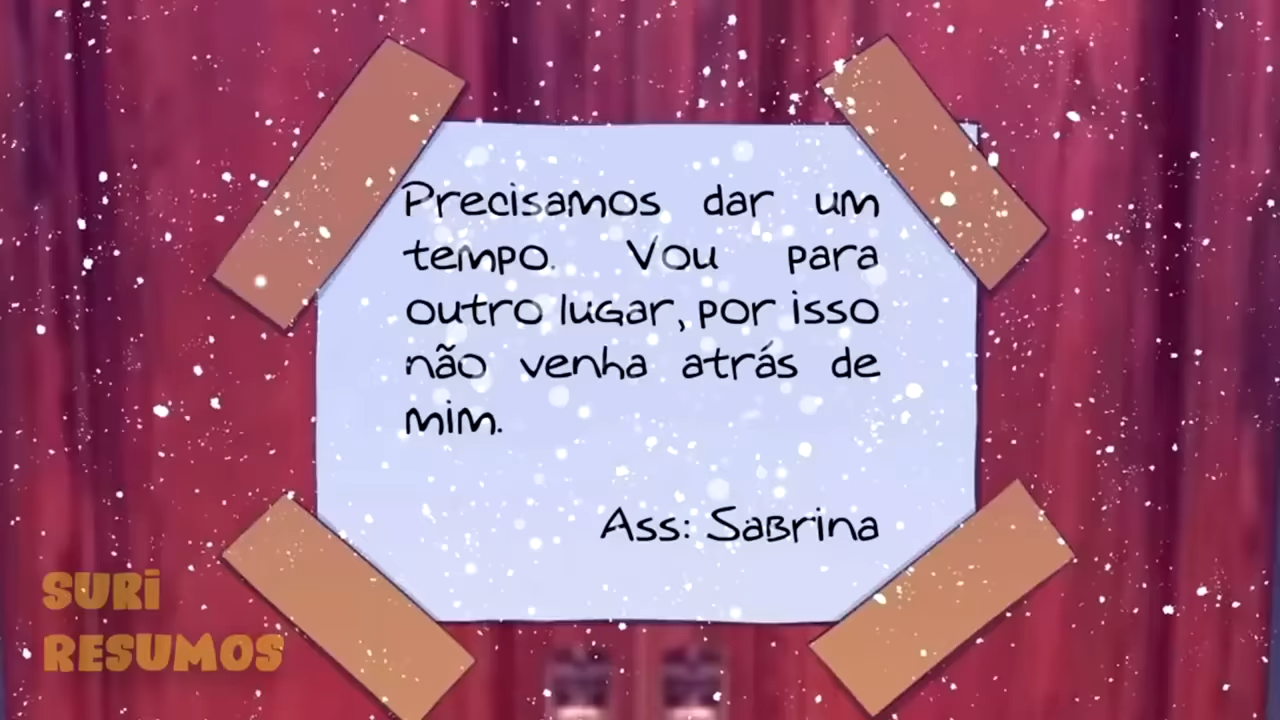 Precisamos dar um
tempo. Vou para
outro lugar, por isso
não venha atrás de
mim.
Ass: Sabrina
SURI
RESUMOS